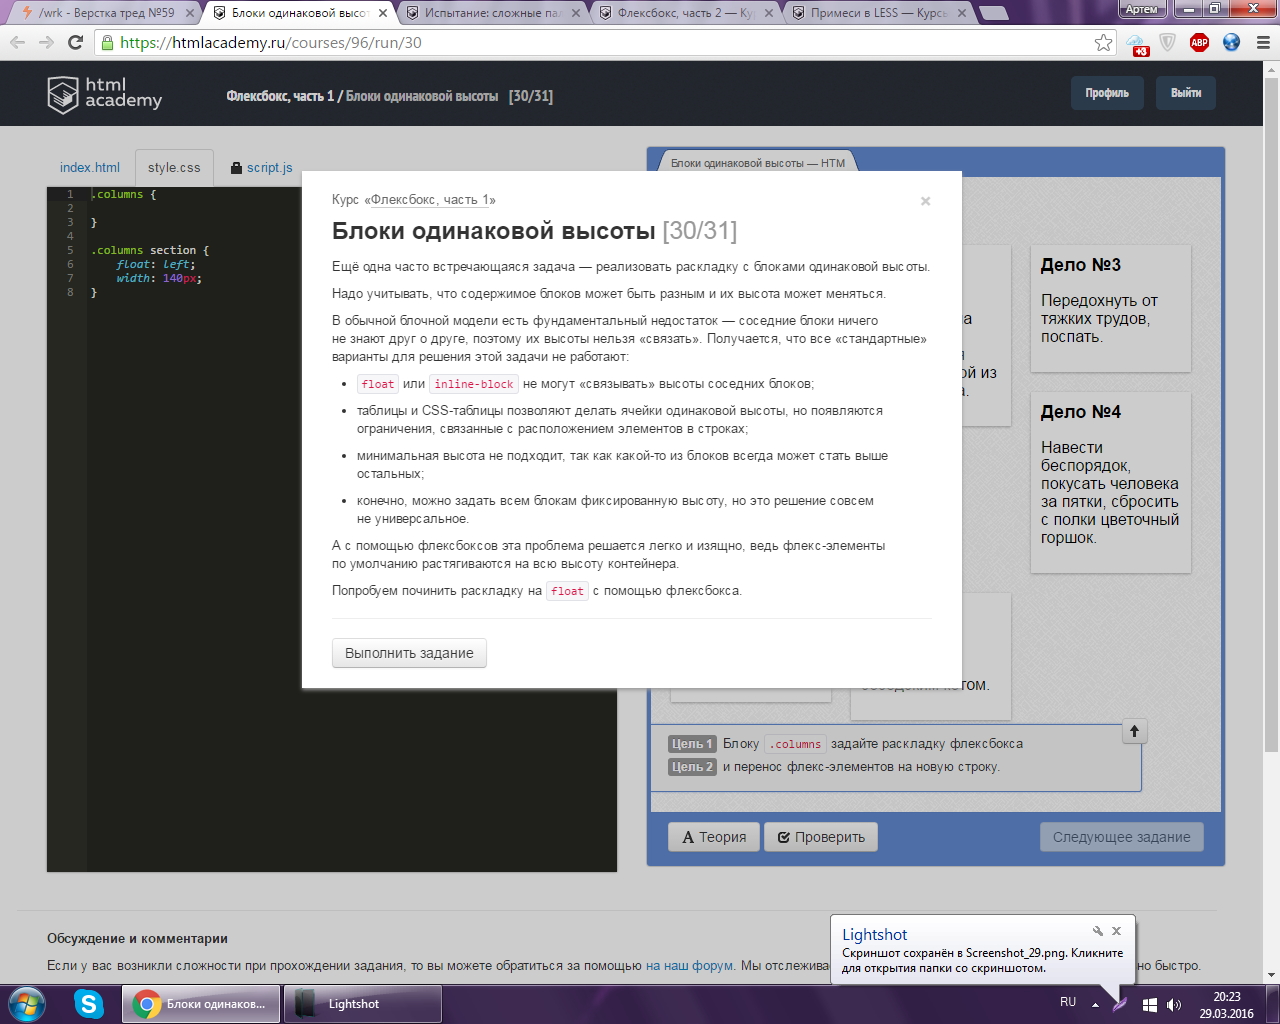 /wrk - Верстка тред №59
Блоки одинаковой высот
Испытание: сложные пал
Флексбокс, часть 2 — Ку
Примеси в LESS — Курсы
Артем
https://htmlacademy.ru/courses/96/run/30
+3
ABP
html
academy
Флексбокс, часть 1 / Блоки одинаковой высоты [30/31]
Профиль
Выйти
index.html
style.css
script.js
Блоки одинаковой высоты — HTM
1 .columns {
2
3 }
4
5 .columns section {
6 float: left;
7 width: 140px;
8 }
Курс «Флексбокс, часть 1»
×
Блоки одинаковой высоты [30/31]
Ещё одна часто встречающаяся задача — реализовать раскладку с блоками одинаковой высоты.
Надо учитывать, что содержимое блоков может быть разным и их высота может меняться.
В обычной блочной модели есть фундаментальный недостаток — соседние блоки ничего
не знают друг о друге, поэтому их высоты нельзя «связать». Получается, что все «стандартные»
варианты для решения этой задачи не работают:
• float или inline-block не могут «связывать» высоты соседних блоков;
• таблицы и CSS-таблицы позволяют делать ячейки одинаковой высоты, но появляются
ограничения, связанные с расположением элементов в строках;
• минимальная высота не подходит, так как какой-то из блоков всегда может стать выше
остальных;
• конечно, можно задать всем блокам фиксированную высоту, но это решение совсем
не универсальное.
А с помощью флексбоксов эта проблема решается легко и изящно, ведь флекс-элементы
по умолчанию растягиваются на всю высоту контейнера.
Попробуем починить раскладку на float с помощью флексбокса.
Выполнить задание
Дело №3
Передохнуть от
тяжких трудов,
поспать.
ой из
Дело №4
Навести
беспорядок,
покусать человека
за пятки, сбросить
с полки цветочный
горшок.
том.
Цель 1 Блоку .columns задайте раскладку флексбокса
Цель 2 и перенос флекс-элементов на новую строку.
Теория
Проверить
Следующее задание
Обсуждение и комментарии
Если у вас возникли сложности при прохождении задания, то вы можете обратиться за помощью на наш форум. Мы отслежива
но быстро.
Lightshot
Скриншот сохранён в Screenshot_29.png. Кликните
для открытия папки со скриншотом.
Блоки одинаков...
Lightshot
RU
20:23
29.03.2016